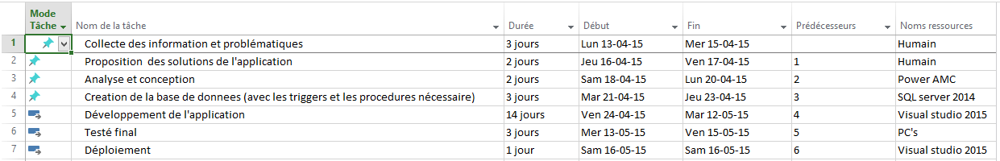 Mode Tâche Nom de la tâche Durée Début Fin Prédécesseurs Noms ressources
1 Collecte des information et problématiques 3 jours Lun 13-04-15 Mer 15-04-15 Humain
2 Proposition des solutions de l'application 2 jours Jeu 16-04-15 Ven 17-04-15 1 Humain
3 Analyse et conception 2 jours Sam 18-04-15 Lun 20-04-15 2 Power AMC
4 Creation de la base de donnees (avec les triggers et les procedures nécessaire) 3 jours Mar 21-04-15 Jeu 23-04-15 3 SQL server 2014
5 Développement de l'application 14 jours Ven 24-04-15 Mar 12-05-15 4 Visual studio 2015
6 Testé final 3 jours Mer 13-05-15 Ven 15-05-15 5 PC's
7 Déploiement 1 jour Sam 16-05-15 Sam 16-05-15 6 Visual studio 2015